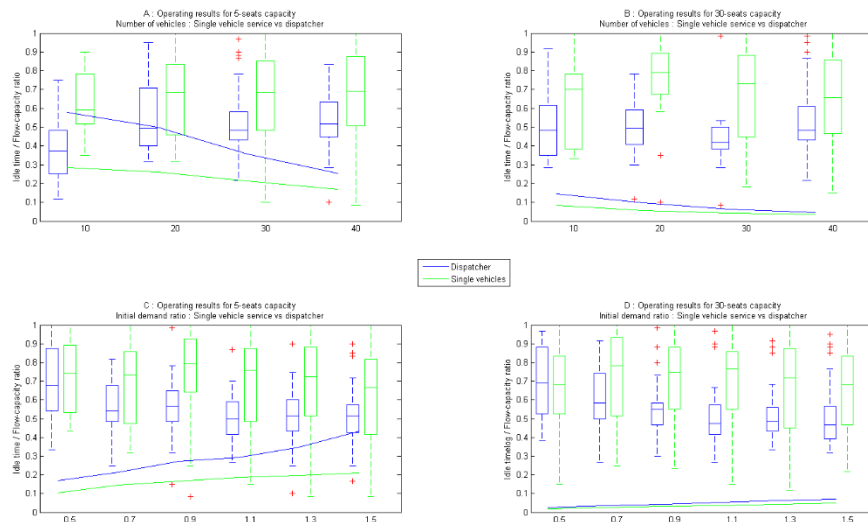 A : Operating results for 5-seats capacity
Number of vehicles : Single vehicle service vs dispatcher
Idle time / Flow-capacity ratio
1
0.9
0.8
0.7
0.6
0.5
0.4
0.3
0.2
0.1
0
10 20 30 40
B : Operating results for 30-seats capacity
Number of vehicles : Single vehicle service vs dispatcher
Idle time / Flow-capacity ratio
1
0.9
0.8
0.7
0.6
0.5
0.4
0.3
0.2
0.1
0
10 20 30 40
Dispatcher
Single vehicles
C : Operating results for 5-seats capacity
Initial demand ratio : Single vehicle service vs dispatcher
Idle time / Flow-capacity ratio
1
0.9
0.8
0.7
0.6
0.5
0.4
0.3
0.2
0.1
0
0.5 0.7 0.9 1.1 1.3 1.5
D : Operating results for 30-seats capacity
Initial demand ratio : Single vehicle service vs dispatcher
Idle timelog / Flow-capacity ratio
1
0.9
0.8
0.7
0.6
0.5
0.4
0.3
0.2
0.1
0
0.5 0.7 0.9 1.1 1.3 1.5